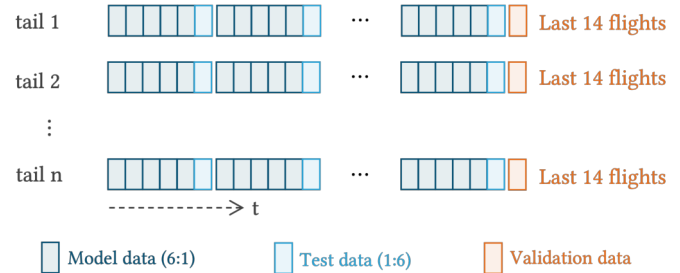 tail 1 ... Last 14 flights
tail 2 ... Last 14 flights
⋮
tail n ... Last 14 flights
t
Model data (6:1) Test data (1:6) Validation data